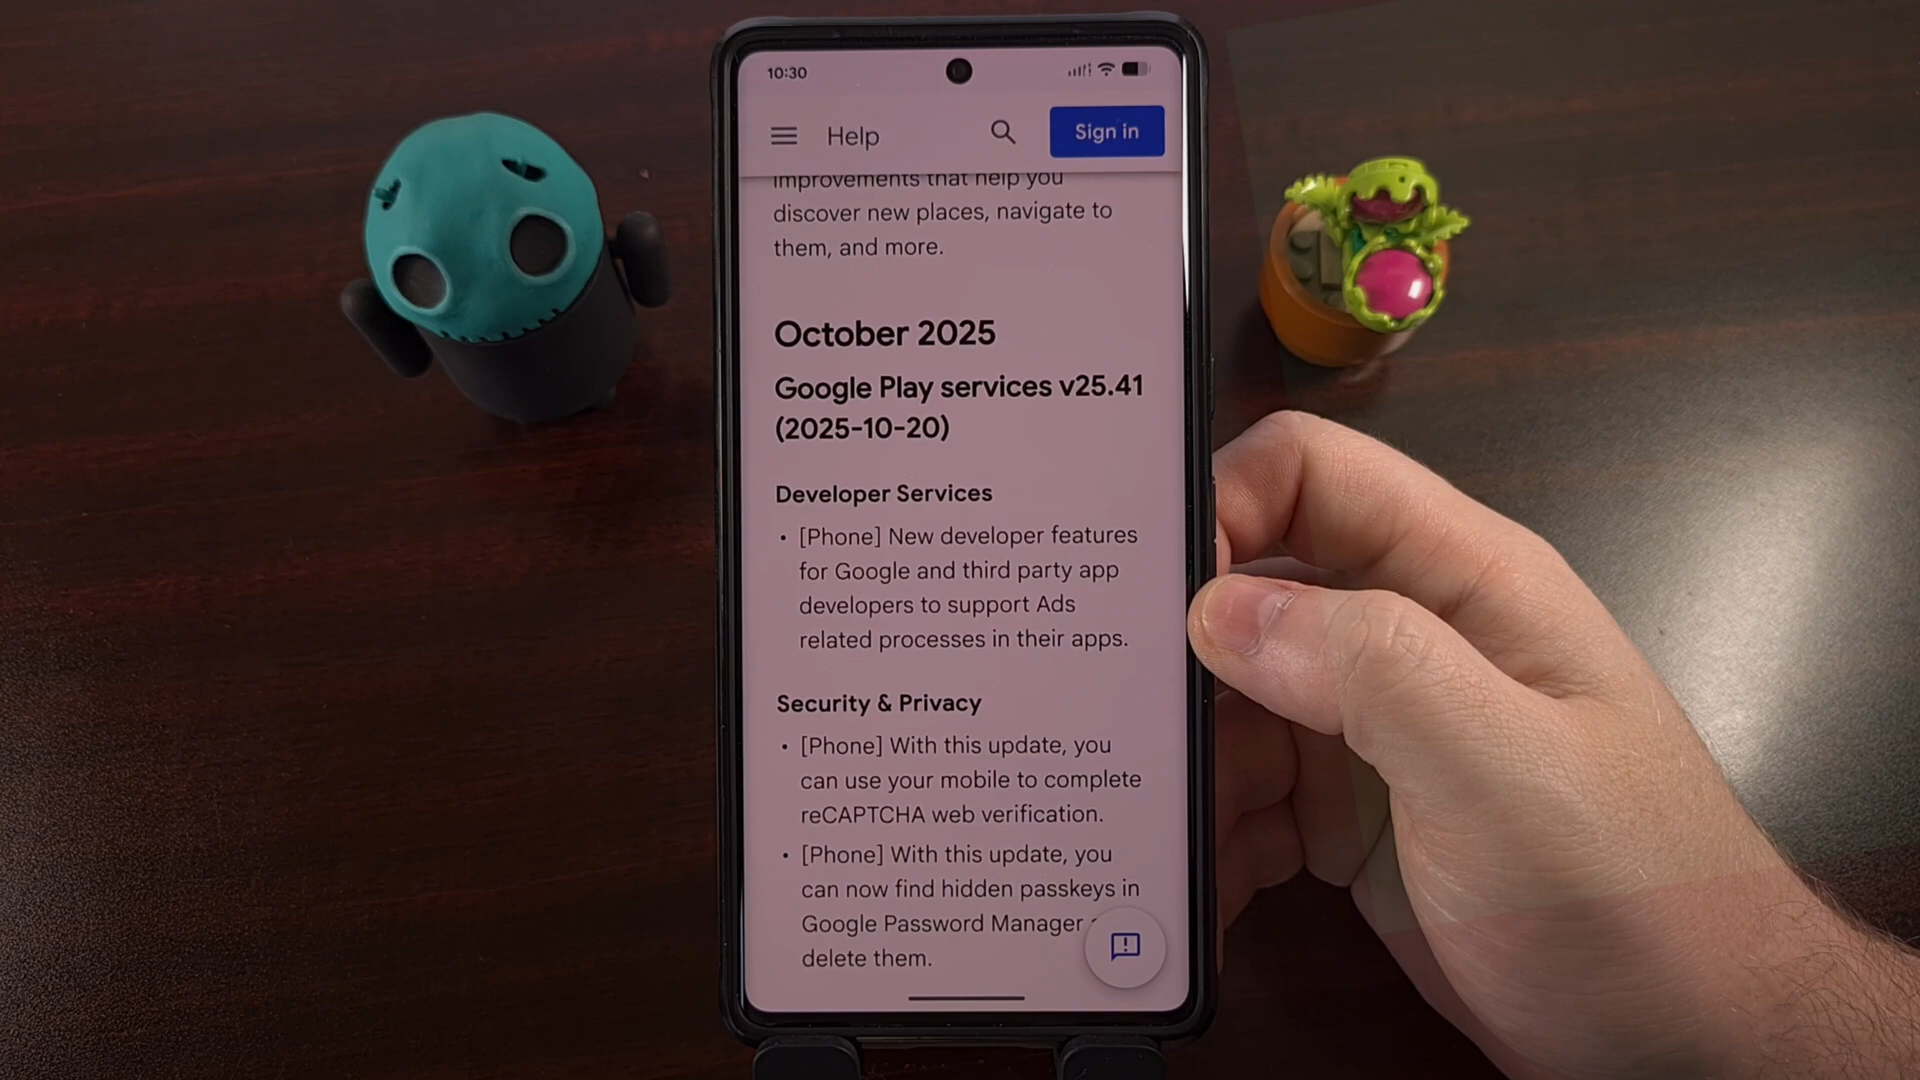 10:30
Help
Sign in
improvements that help you
discover new places, navigate to
them, and more.
October 2025
Google Play services v25.41
(2025-10-20)
Developer Services
• [Phone] New developer features
for Google and third party app
developers to support Ads
related processes in their apps.
Security & Privacy
• [Phone] With this update, you
can use your mobile to complete
reCAPTCHA web verification.
• [Phone] With this update, you
can now find hidden passkeys in
Google Password Manager
delete them.